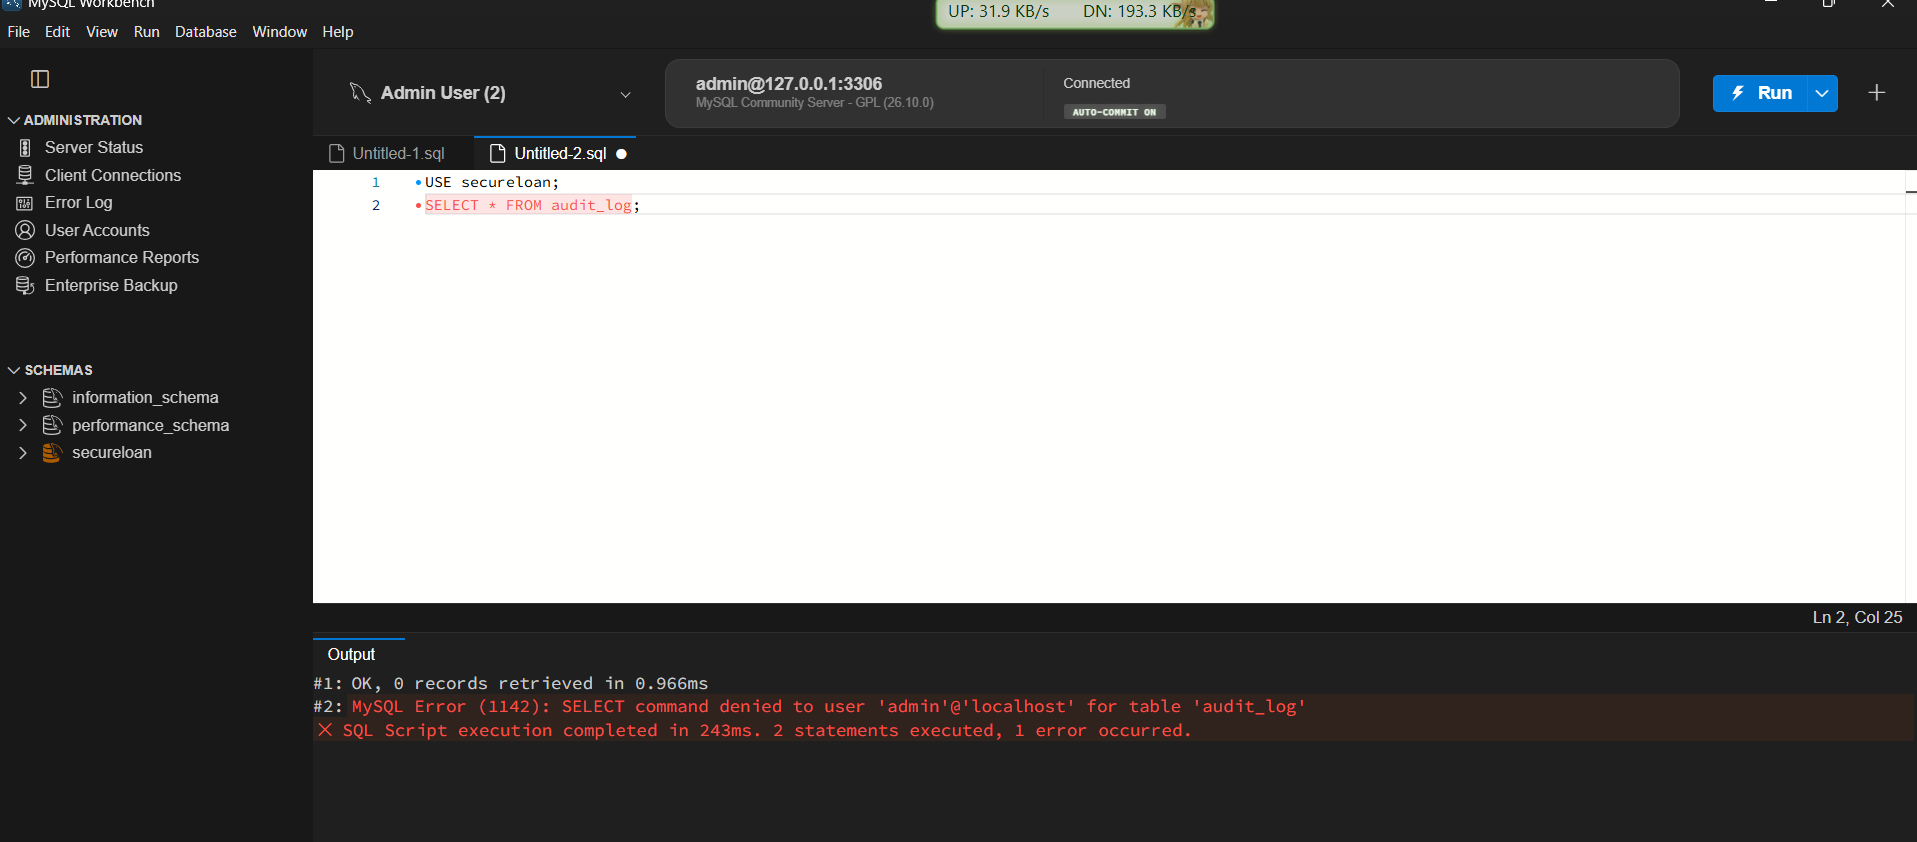 MySQL Workbench
UP: 31.9 KB/s DN: 193.3 KB/s
File Edit View Run Database Window Help
Admin User (2)
admin@127.0.0.1:3306
MySQL Community Server - GPL (26.10.0)
Connected
AUTO-COMMIT ON
Run
ADMINISTRATION
Server Status
Client Connections
Error Log
User Accounts
Performance Reports
Enterprise Backup
SCHEMAS
information_schema
performance_schema
secureloan
Untitled-1.sql Untitled-2.sql
1 USE secureloan;
2 SELECT * FROM audit_log;
Ln 2, Col 25
Output
#1: OK, 0 records retrieved in 0.966ms
#2: MySQL Error (1142): SELECT command denied to user 'admin'@'localhost' for table 'audit_log'
SQL Script execution completed in 243ms. 2 statements executed, 1 error occurred.